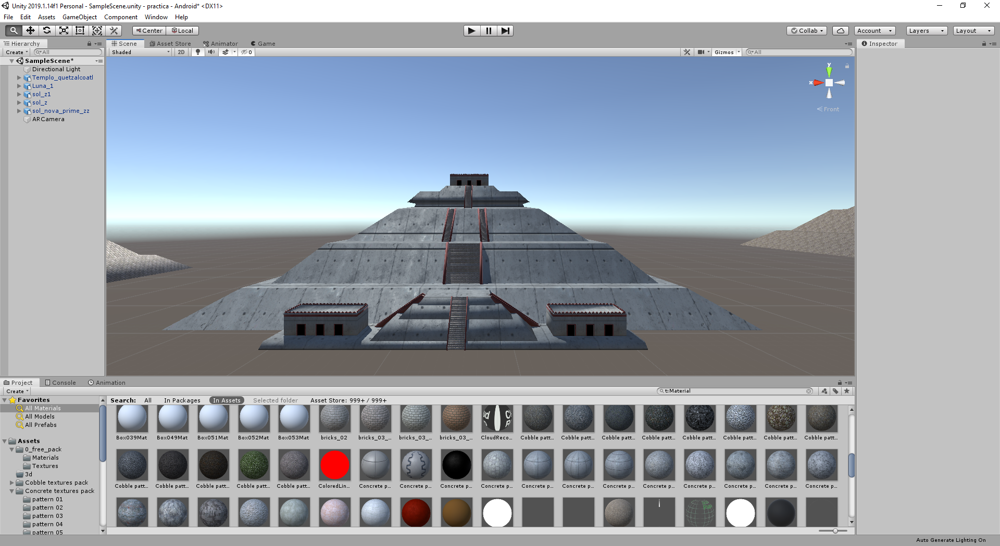 Unity 2019.1.14f1 Personal - SampleScene.unity - practica - Android* <DX11>
File Edit Assets GameObject Component Window Help
Center Local Collab Account Layers Layout
Hierarchy
Create All
SampleScene*
Directional Light
Templo_quetzalcoatl
Luna_1
sol_z1
sol_z
sol_nova_prime_zz
ARCamera
Scene Asset Store Animator Game
Shaded 2D 0 Gizmos All
y
x
Front
Inspector
Project Console Animation
Create t:Material
Favorites
All Materials
All Models
All Prefabs
Assets
0_free_pack
Materials
Textures
3d
Cobble textures pack
Concrete textures pack
pattern 01
pattern 02
pattern 03
pattern 04
pattern 05
Search: All In Packages In Assets Selected folder Asset Store: 999+ / 999+
Box039Mat Box049Mat Box051Mat Box052Mat Box053Mat bricks_02 bricks_03_... bricks_03_... bricks_03_... CloudReco... Cobble patt... Cobble patt... Cobble patt... Cobble patt... Cobble patt... Cobble patt... Cobble patt... Cobble patt...
Cobble patt... Cobble patt... Cobble patt... Cobble patt... Cobble patt... ColoredLin... Concrete p... Concrete p... Concrete p... Concrete p... Concrete p... Concrete p... Concrete p... Concrete p... Concrete p... Concrete p... Concrete p... Concrete p...
Auto Generate Lighting On